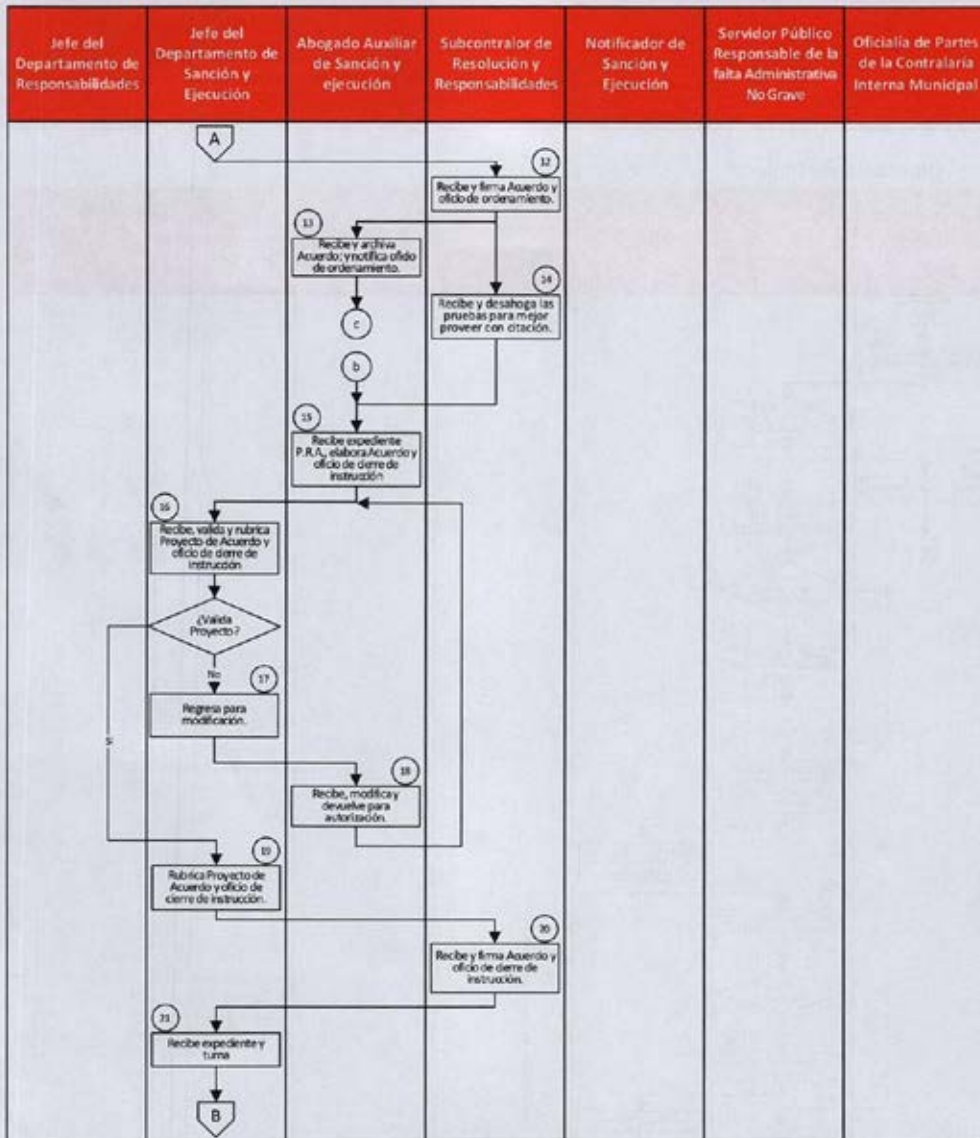 Jefe del
Departamento de
Responsabilidades
Jefe del
Departamento de
Sanción y
Ejecución
Abogado Auxiliar
de Sanción y
ejecución
Subcontralor de
Resolución y
Responsabilidades
Notificador de
Sanción y
Ejecución
Servidor Público
Responsable de la
falta Administrativa
No Grave
Oficialía de Partes
de la Contraloría
Interna Municipal
A
12
Recibe y firma Acuerdo y
oficio de ordenamiento.
13
Recibe y archiva
Acuerdo; y notifica oficio
de ordenamiento.
14
Recibe y desahoga las
pruebas para mejor
proveer con citación.
c
b
15
Recibe expediente
P.R.A., elabora Acuerdo y
oficio de cierre de
instrucción
16
Recibe, valida y rubrica
Proyecto de Acuerdo y
oficio de cierre de
instrucción
¿Valida
Proyecto?
No
17
Regresa para
modificación.
Si
18
Recibe, modifica y
devuelve para
autorización.
19
Rubrica Proyecto de
Acuerdo y oficio de
cierre de instrucción.
20
Recibe y firma Acuerdo y
oficio de cierre de
instrucción.
21
Recibe expediente y
turna
B